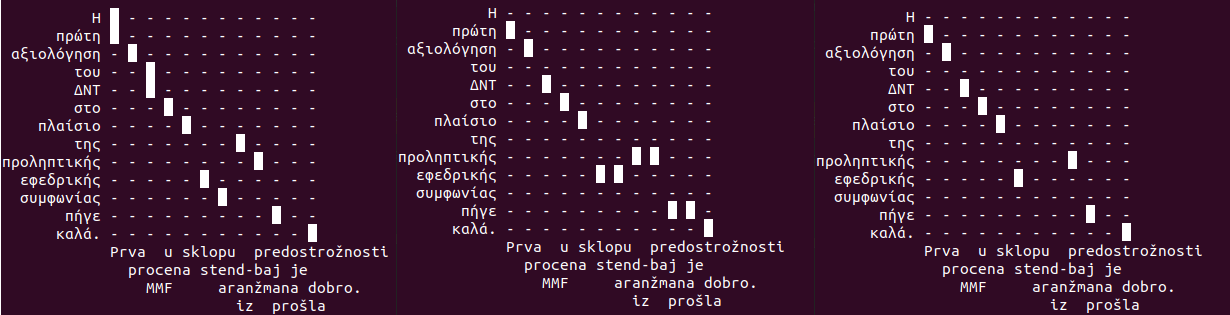 Η
πρώτη
αξιολόγηση
του
ΔΝΤ
στο
πλαίσιο
της
προληπτικής
εφεδρικής
συμφωνίας
πήγε
καλά.
Prva u sklopu predostrožnosti
procena stend-baj je
MMF aranžmana dobro.
iz prošla
Η
πρώτη
αξιολόγηση
του
ΔΝΤ
στο
πλαίσιο
της
προληπτικής
εφεδρικής
συμφωνίας
πήγε
καλά.
Prva u sklopu predostrožnosti
procena stend-baj je
MMF aranžmana dobro.
iz prošla
Η
πρώτη
αξιολόγηση
του
ΔΝΤ
στο
πλαίσιο
της
προληπτικής
εφεδρικής
συμφωνίας
πήγε
καλά.
Prva u sklopu predostrožnosti
procena stend-baj je
MMF aranžmana dobro.
iz prošla